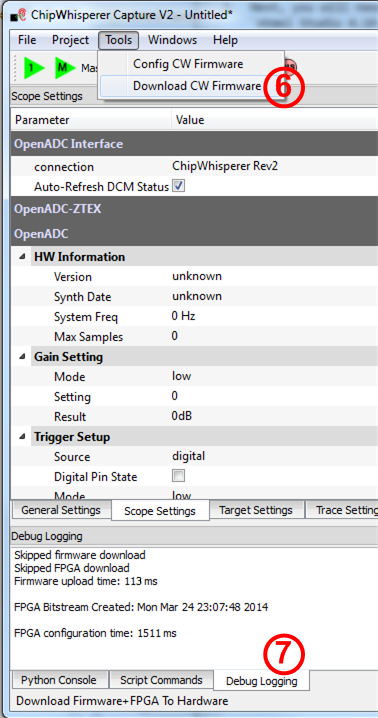 ChipWhisperer Capture V2 - Untitled*
File Project Tools Windows Help
1 M Mas
Config CW Firmware
Download CW Firmware
6
Scope Settings
Parameter Value
OpenADC Interface
connection ChipWhisperer Rev2
Auto-Refresh DCM Status
OpenADC-ZTEX
OpenADC
HW Information
Version unknown
Synth Date unknown
System Freq 0 Hz
Max Samples 0
Gain Setting
Mode low
Setting 0
Result 0dB
Trigger Setup
Source digital
Digital Pin State
Mode low
General Settings Scope Settings Target Settings Trace Setting
Debug Logging
Skipped firmware download
Skipped FPGA download
Firmware upload time: 113 ms
FPGA Bitstream Created: Mon Mar 24 23:07:48 2014
FPGA configuration time: 1511 ms
7
Python Console Script Commands Debug Logging
Download Firmware+FPGA To Hardware